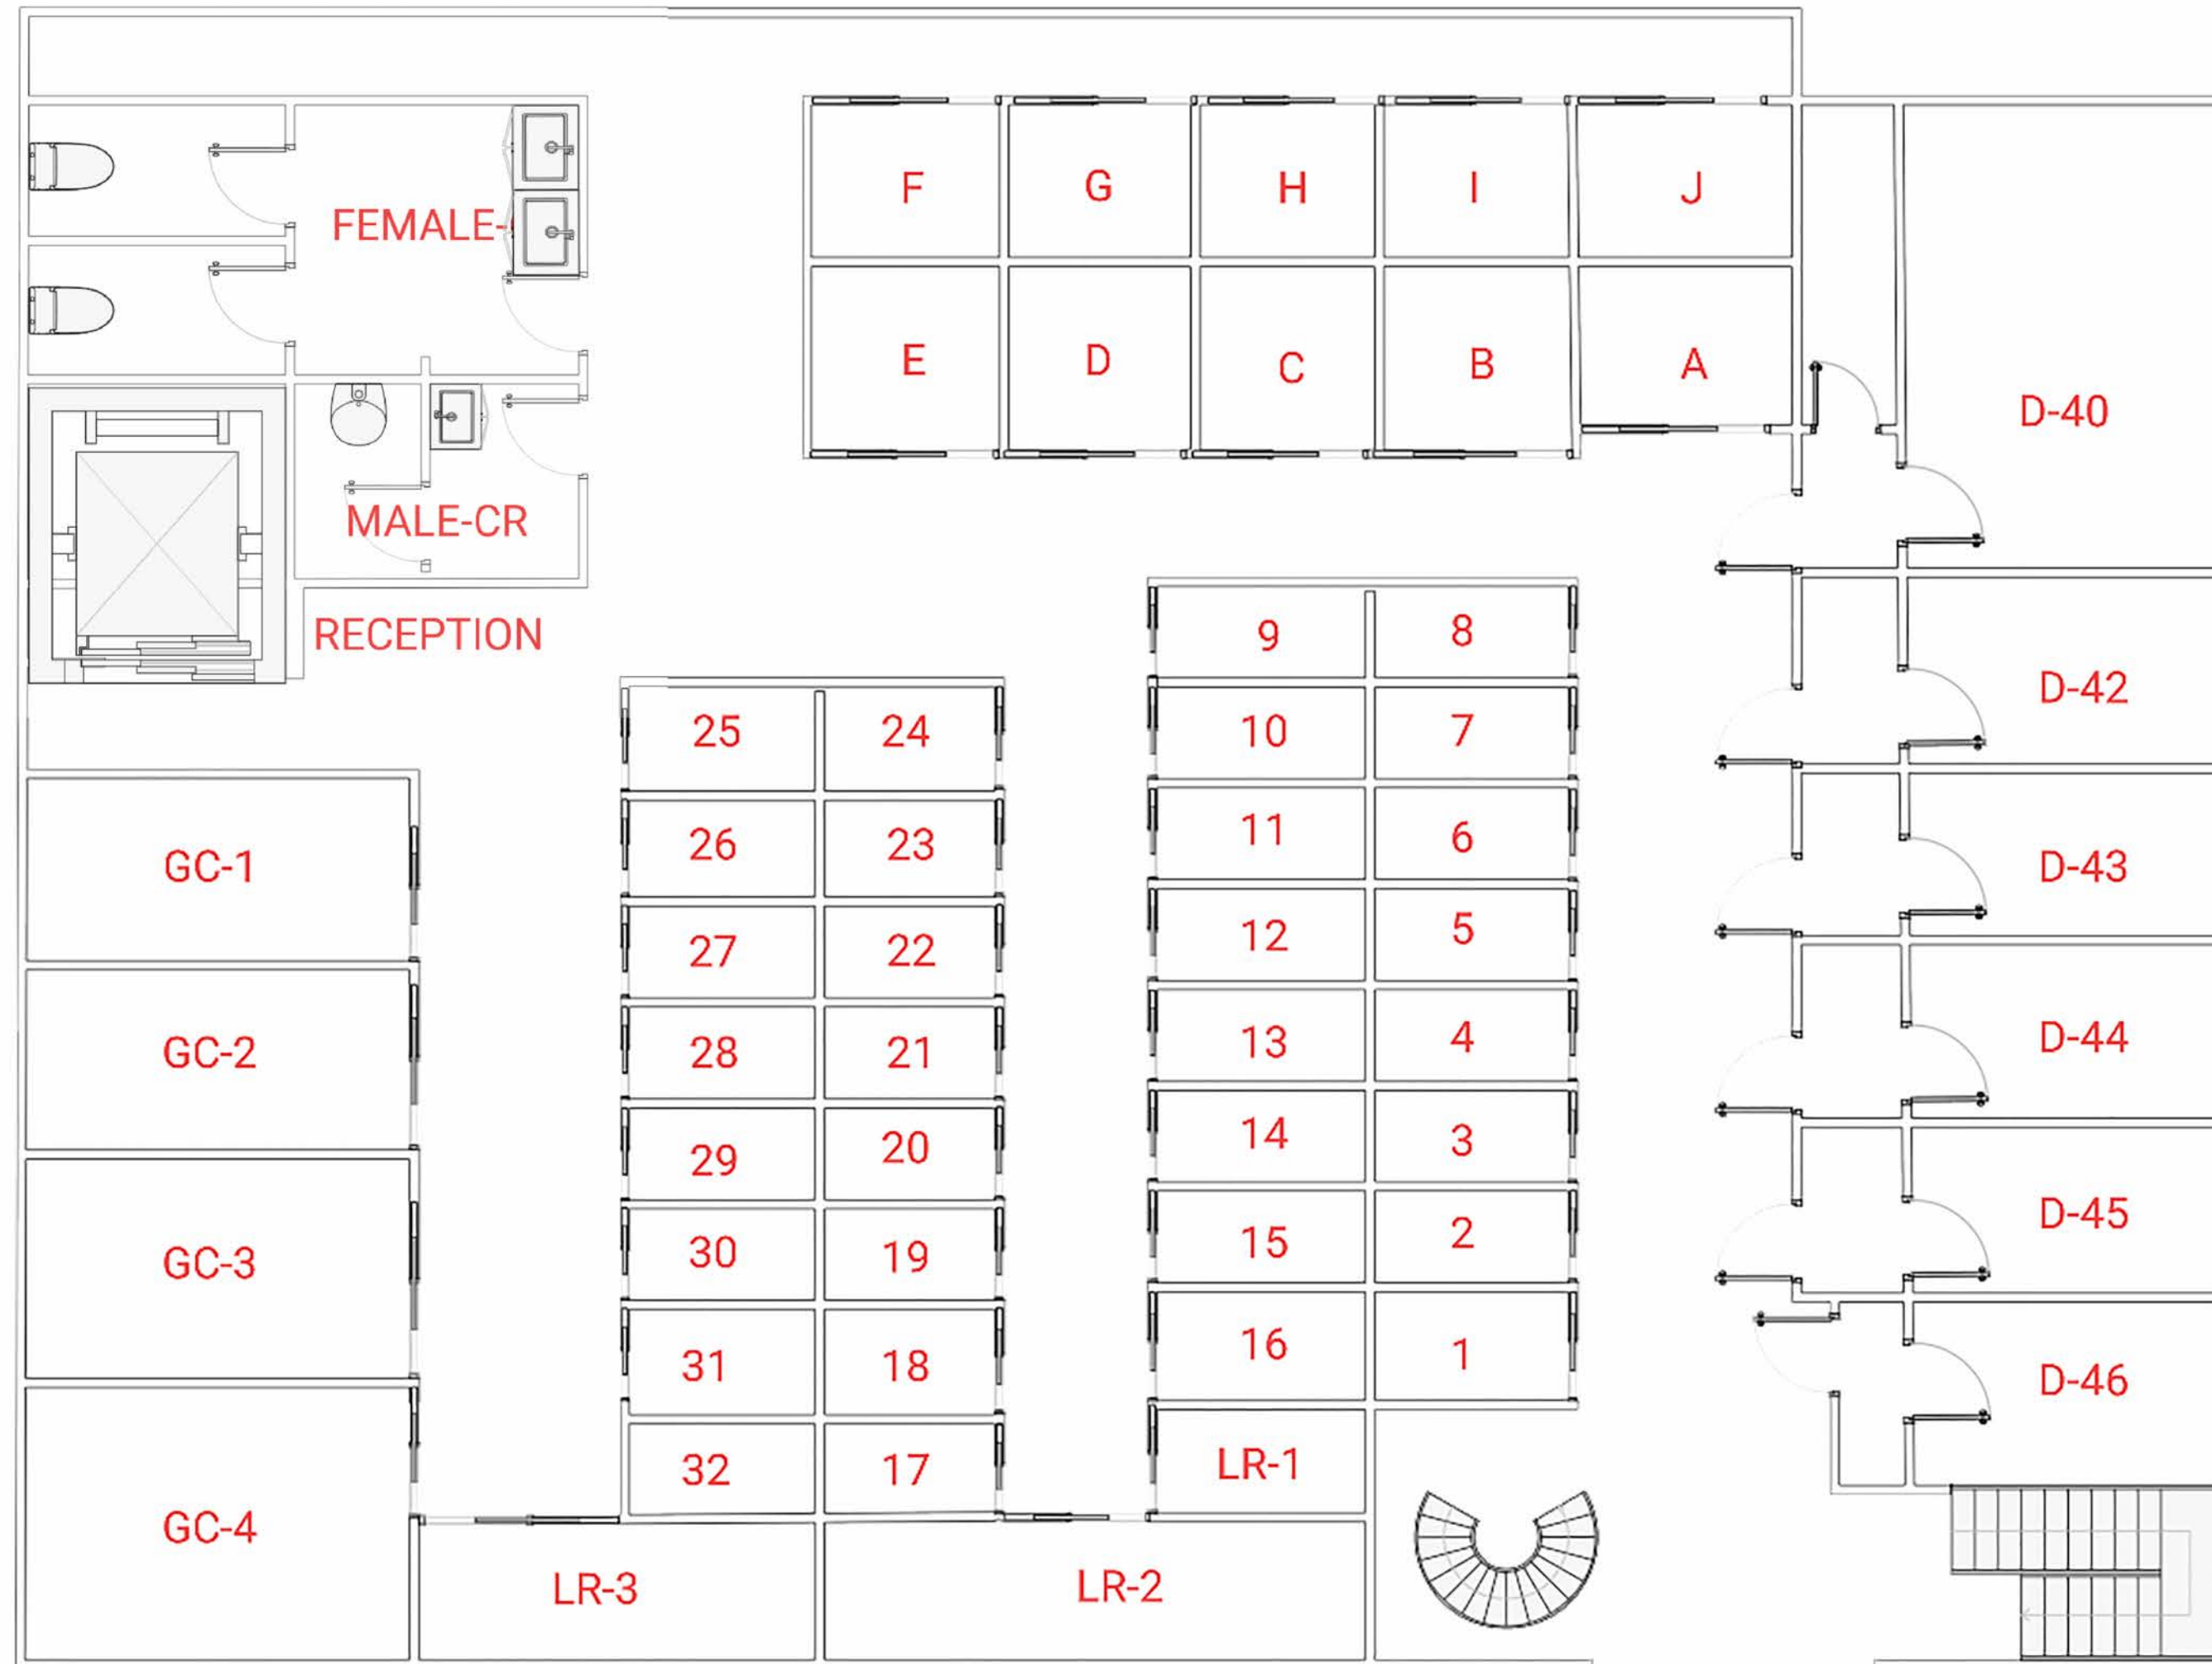 FEMALE-
F G H I J
E D C B A
D-40
MALE-CR
RECEPTION
9 8
25 24 10 7
D-42
GC-1
26 23 11 6
D-43
27 22 12 5
GC-2
28 21 13 4
D-44
29 20 14 3
D-45
GC-3
30 19 15 2
31 18 16 1
D-46
32 17 LR-1
GC-4
LR-3 LR-2